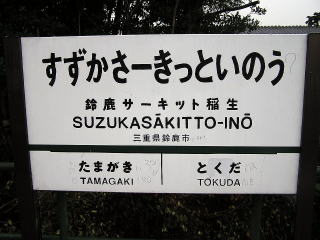 すずかさーきっといのう
鈴鹿サーキット稲生
SUZUKASĀKITTO-INŌ
三重県鈴鹿市
たまがき とくだ
TAMAGAKI TOKUDA